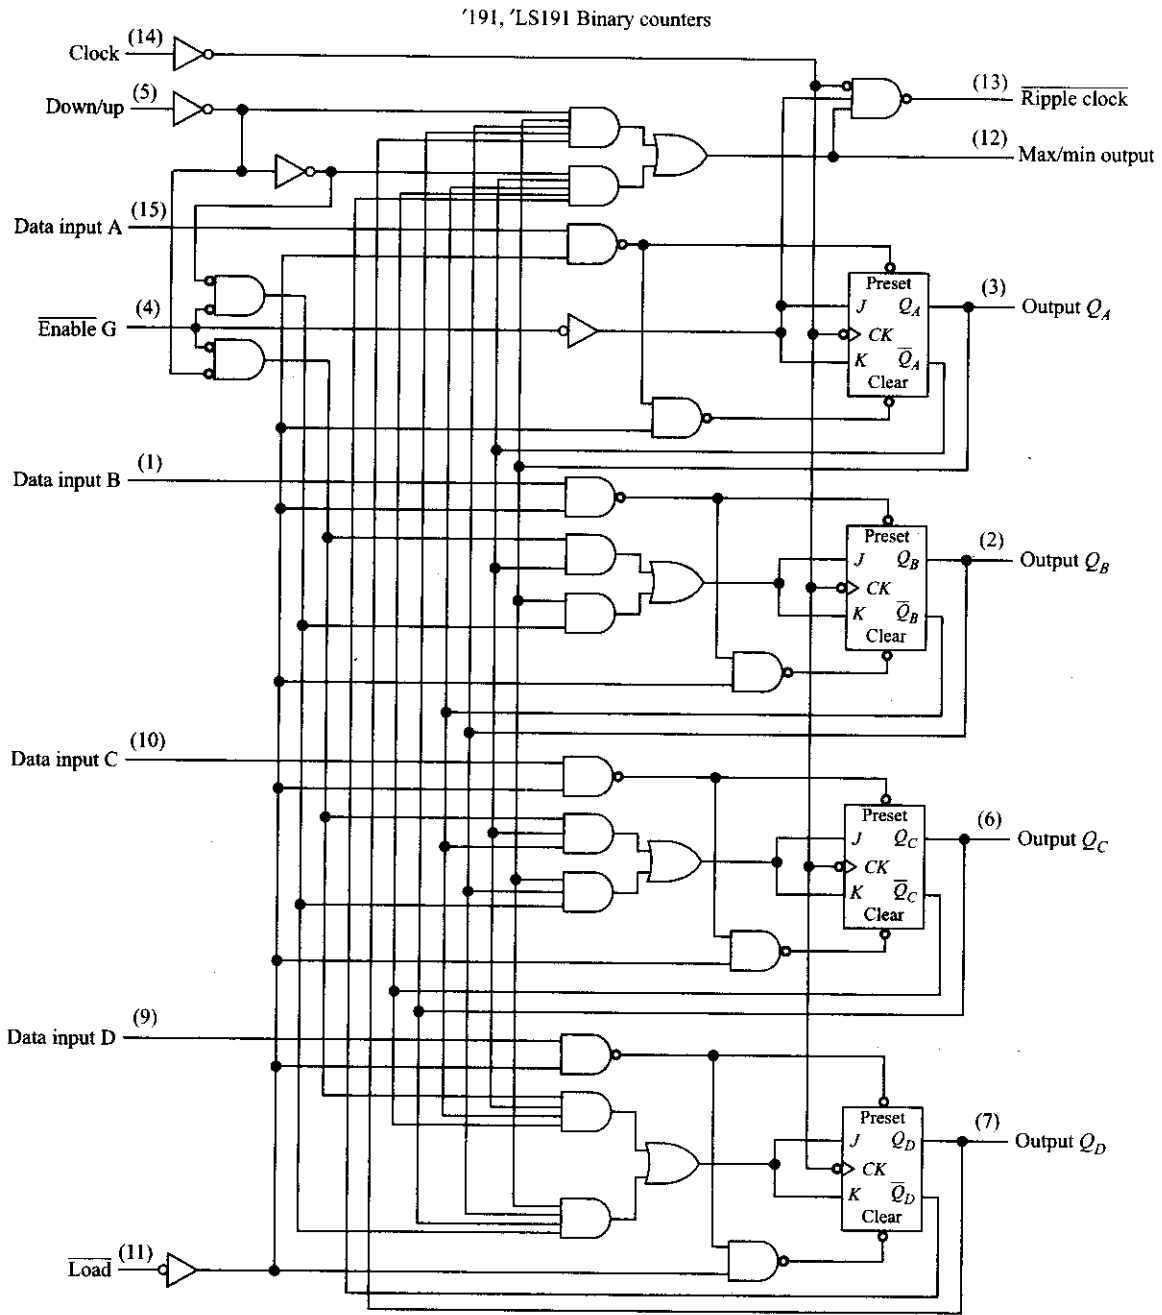 '191, 'LS191 Binary counters
Clock (14)
Down/up (5)
(13) Ripple clock
(12) Max/min output
Data input A (15)
Preset
J Q_A (3) Output Q_A
Enable G (4)
CK
K Q̅_A
Clear
Data input B (1)
Preset
J Q_B (2) Output Q_B
CK
K Q̅_B
Clear
Data input C (10)
Preset
J Q_C (6) Output Q_C
CK
K Q̅_C
Clear
Data input D (9)
Preset
J Q_D (7) Output Q_D
CK
K Q̅_D
Clear
Load (11)